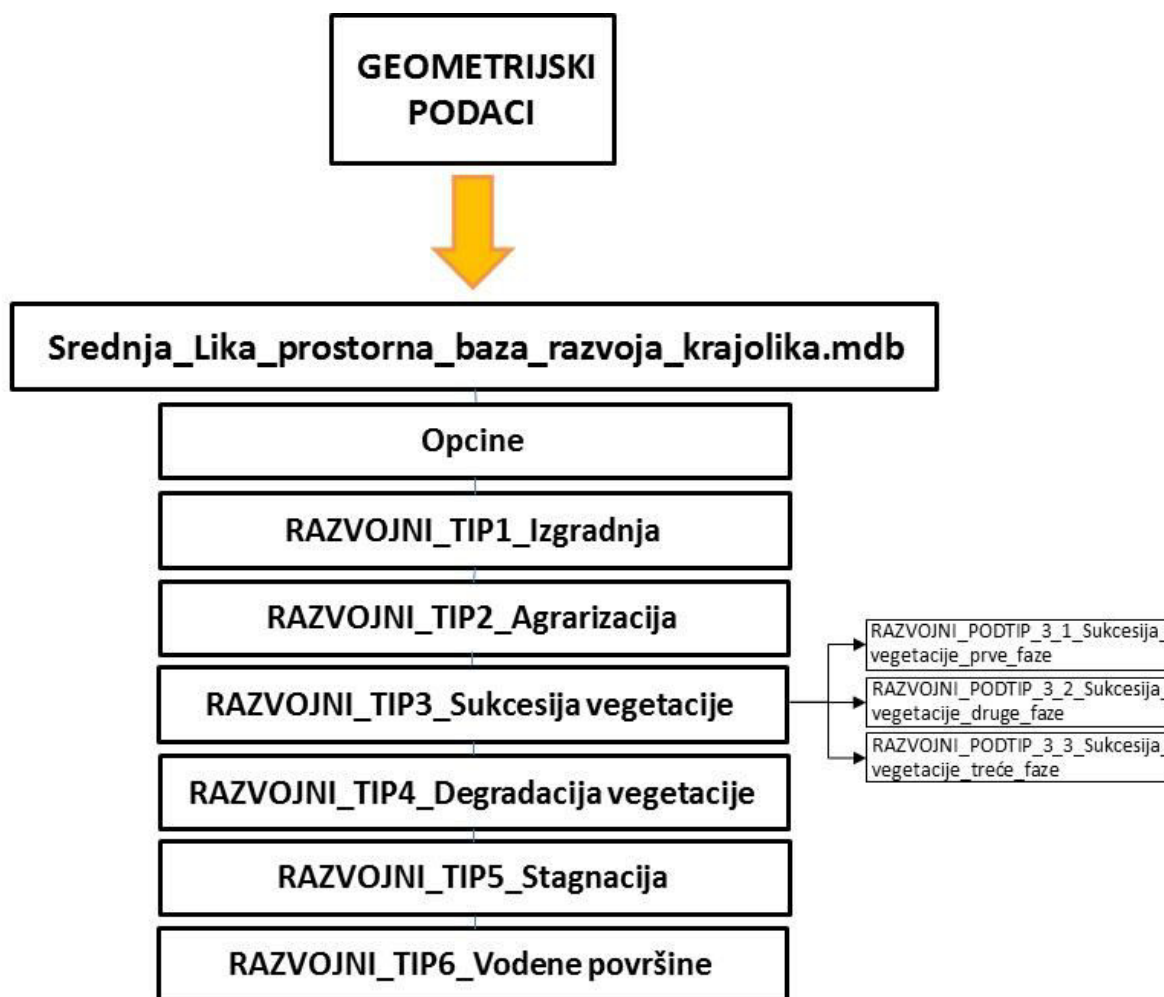 GEOMETRIJSKI
PODACI
Srednja_Lika_prostorna_baza_razvoja_krajolika.mdb
Opcine
RAZVOJNI_TIP1_Izgradnja
RAZVOJNI_TIP2_Agrarizacija
RAZVOJNI_TIP3_Sukcesija vegetacije
RAZVOJNI_PODTIP_3_1_Sukcesija_
vegetacije_prve_faze
RAZVOJNI_PODTIP_3_2_Sukcesija_
vegetacije_druge_faze
RAZVOJNI_PODTIP_3_3_Sukcesija_
vegetacije_treće_faze
RAZVOJNI_TIP4_Degradacija vegetacije
RAZVOJNI_TIP5_Stagnacija
RAZVOJNI_TIP6_Vodene površine